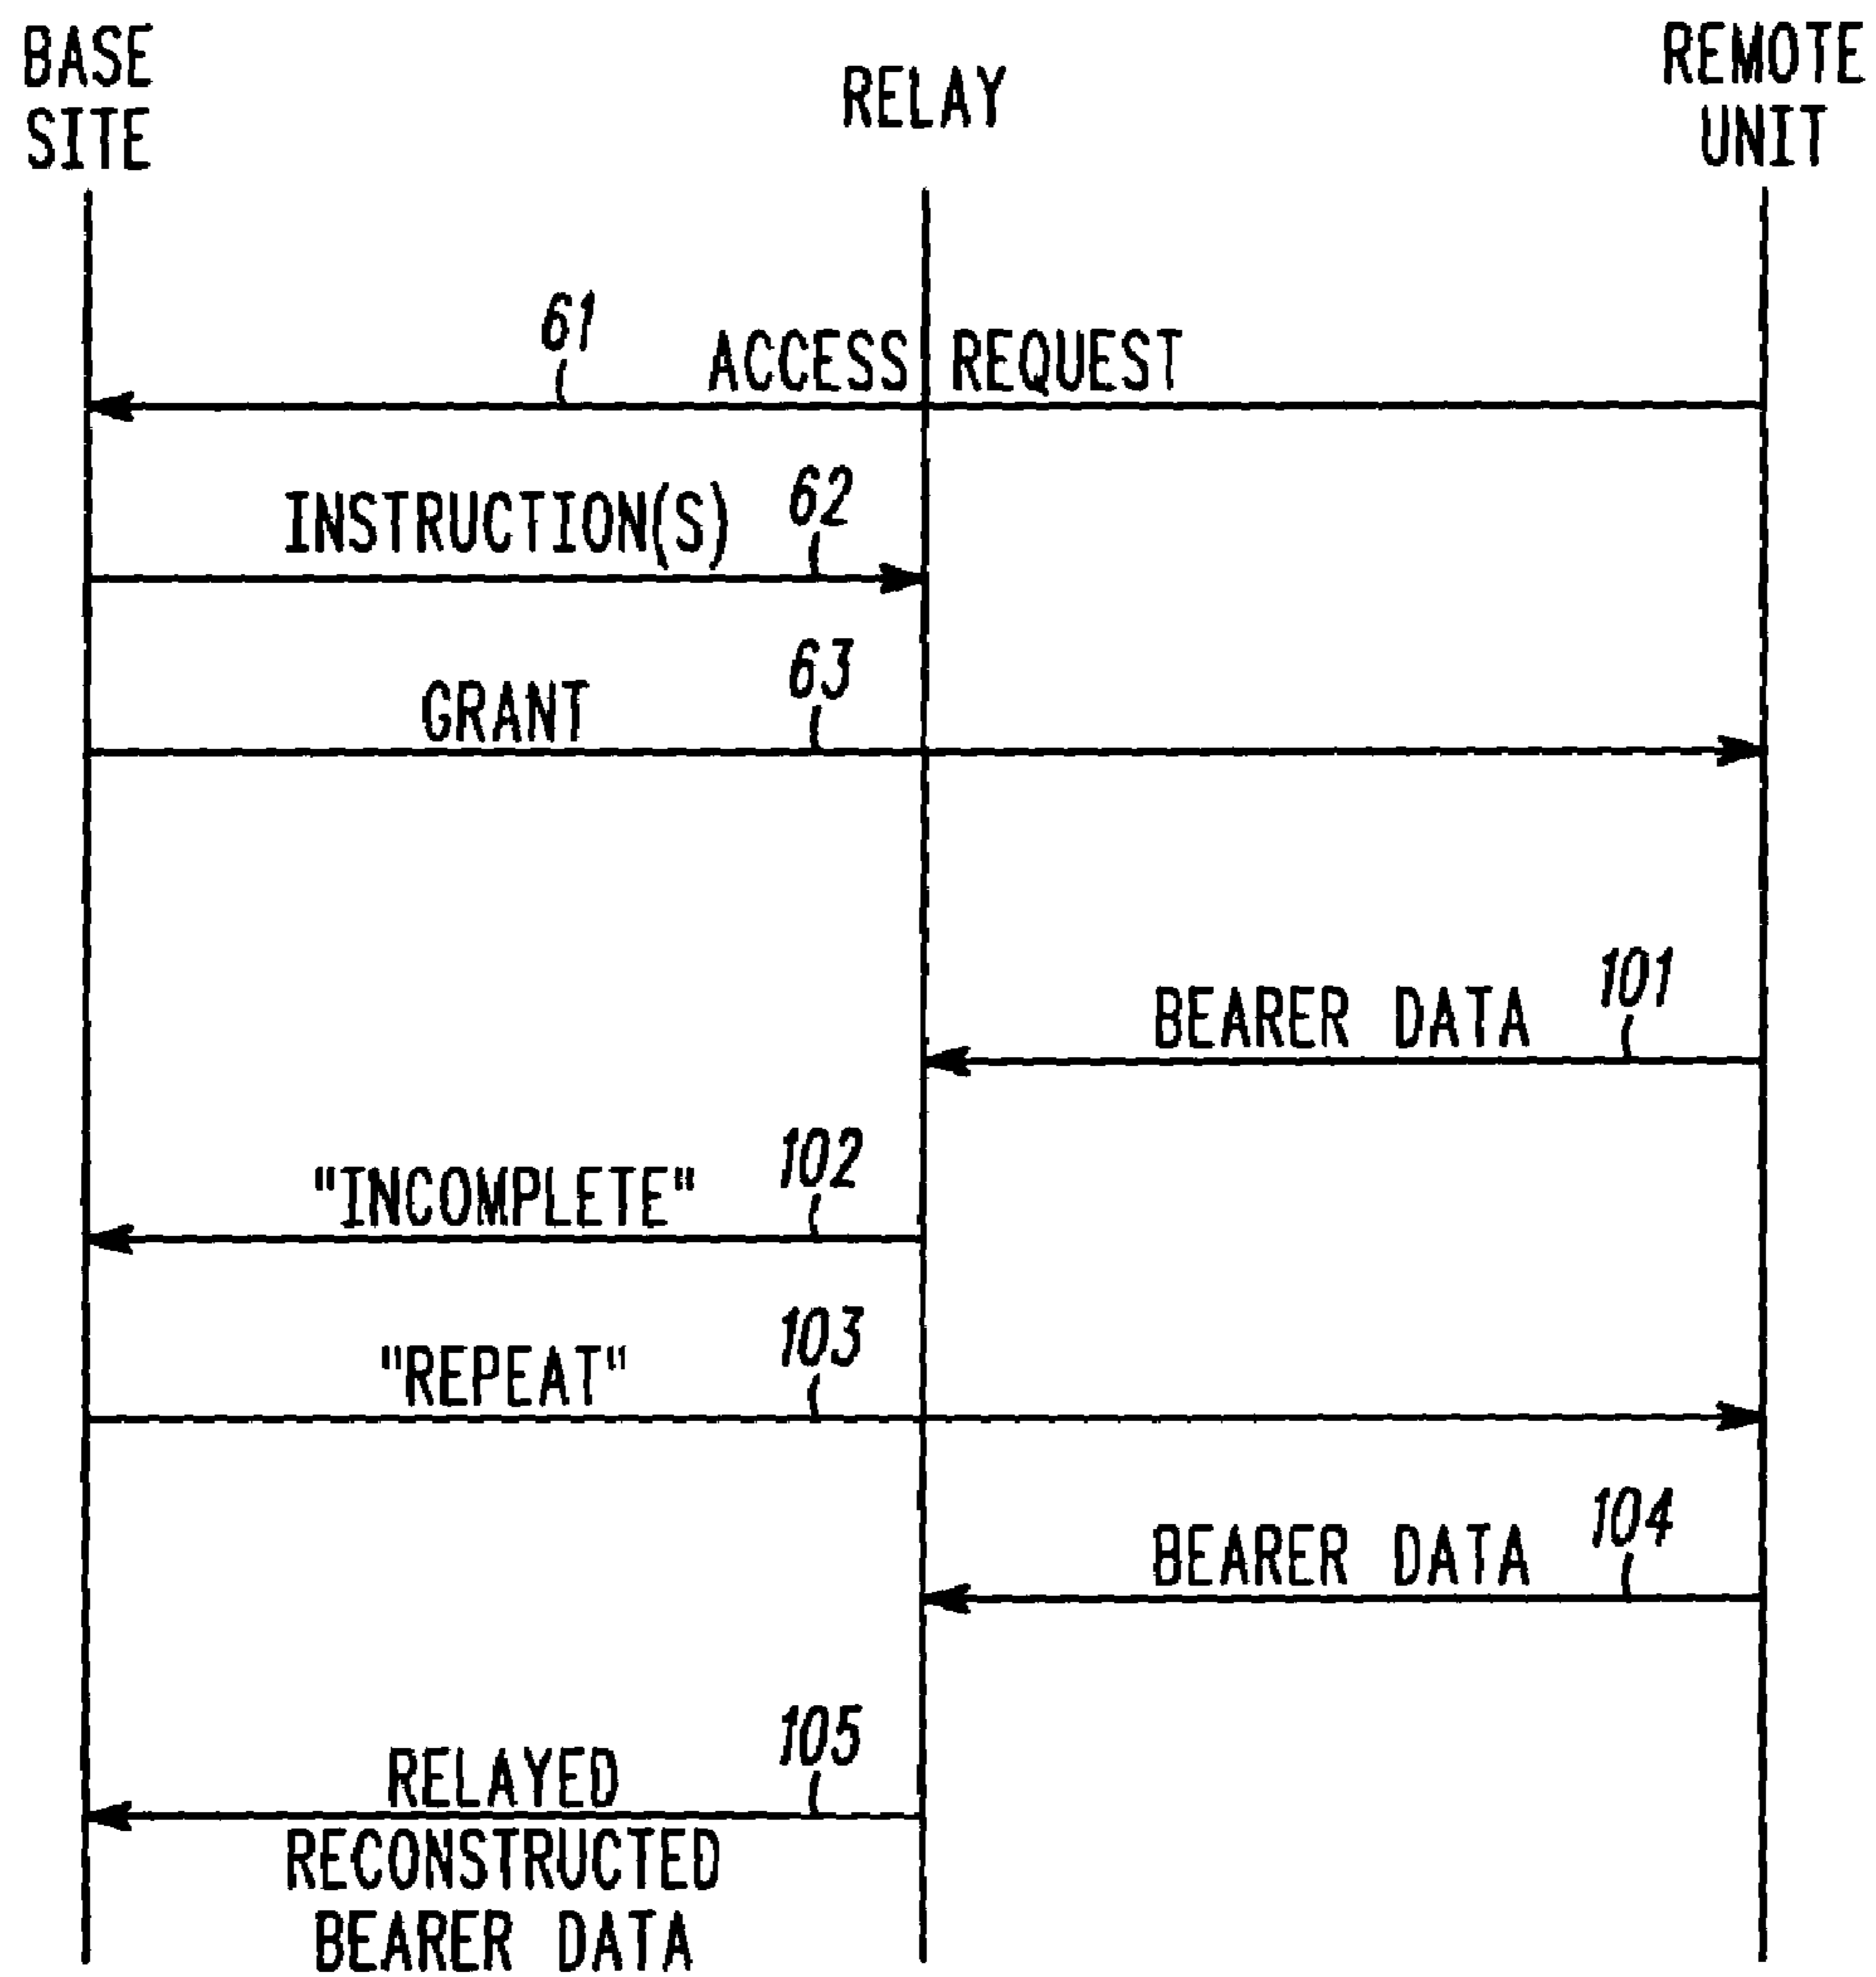 BASE
SITE
RELAY
REMOTE
UNIT
61
ACCESS REQUEST
INSTRUCTION(S)
62
GRANT
63
BEARER DATA
101
"INCOMPLETE"
102
"REPEAT"
103
BEARER DATA
104
RELAYED
105
RECONSTRUCTED
BEARER DATA